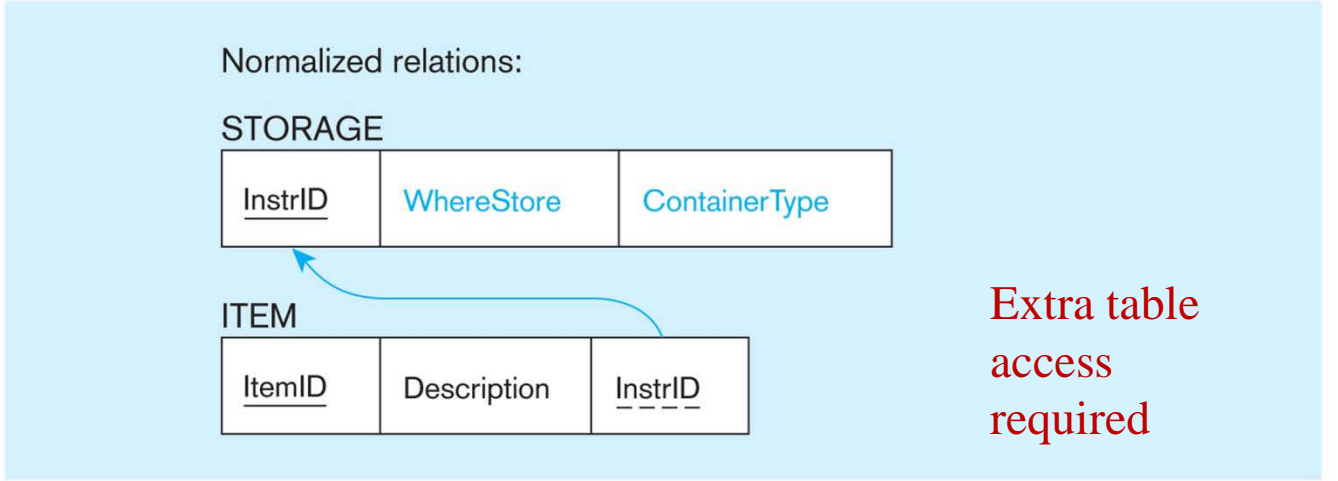 Normalized relations:
STORAGE
InstrID WhereStore ContainerType
ITEM
ItemID Description InstrID
Extra table
access
required